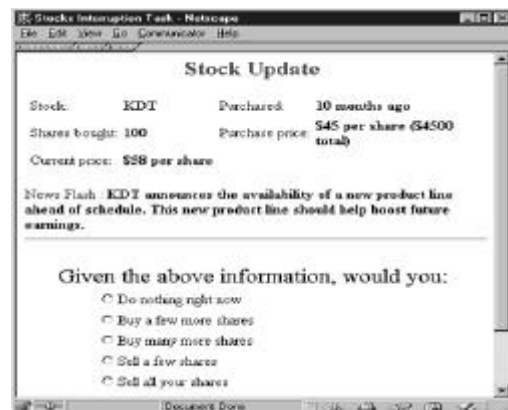 Stocks Interruption Task - Netscape
File Edit View Go Communicator Help
Stock Update
Stock: KDT Purchased: 10 months ago
Shares bought: 100 Purchase price: $45 per share ($4500 total)
Current price: $58 per share
News Flash : KDT announces the availability of a new product line
ahead of schedule. This new product line should help boost future
earnings.
Given the above information, would you:
Do nothing right now
Buy a few more shares
Buy many more shares
Sell a few shares
Sell all your shares
Document Done